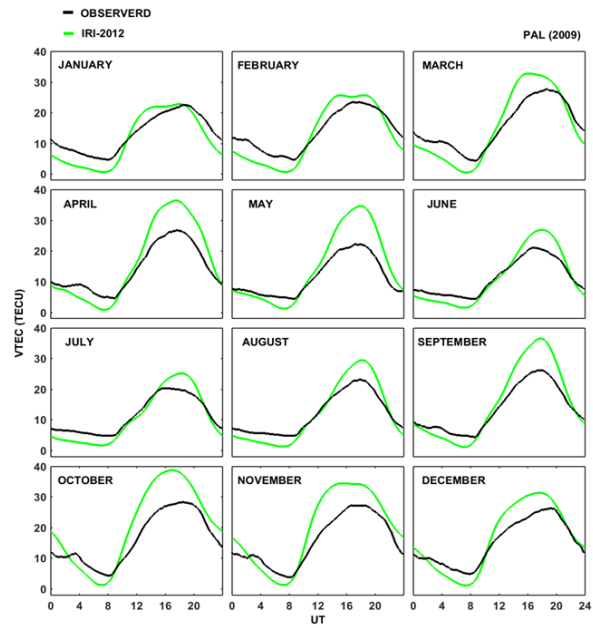 OBSERVERD
IRI-2012
PAL (2009)
40
30
20
10
0
JANUARY
FEBRUARY
MARCH
40
30
20
10
0
APRIL
MAY
JUNE
VTEC (TECU)
40
30
20
10
0
JULY
AUGUST
SEPTEMBER
40
30
20
10
0
OCTOBER
NOVEMBER
DECEMBER
0 4 8 12 16 20 0 4 8 12 16 20 0 4 8 12 16 20 24
UT